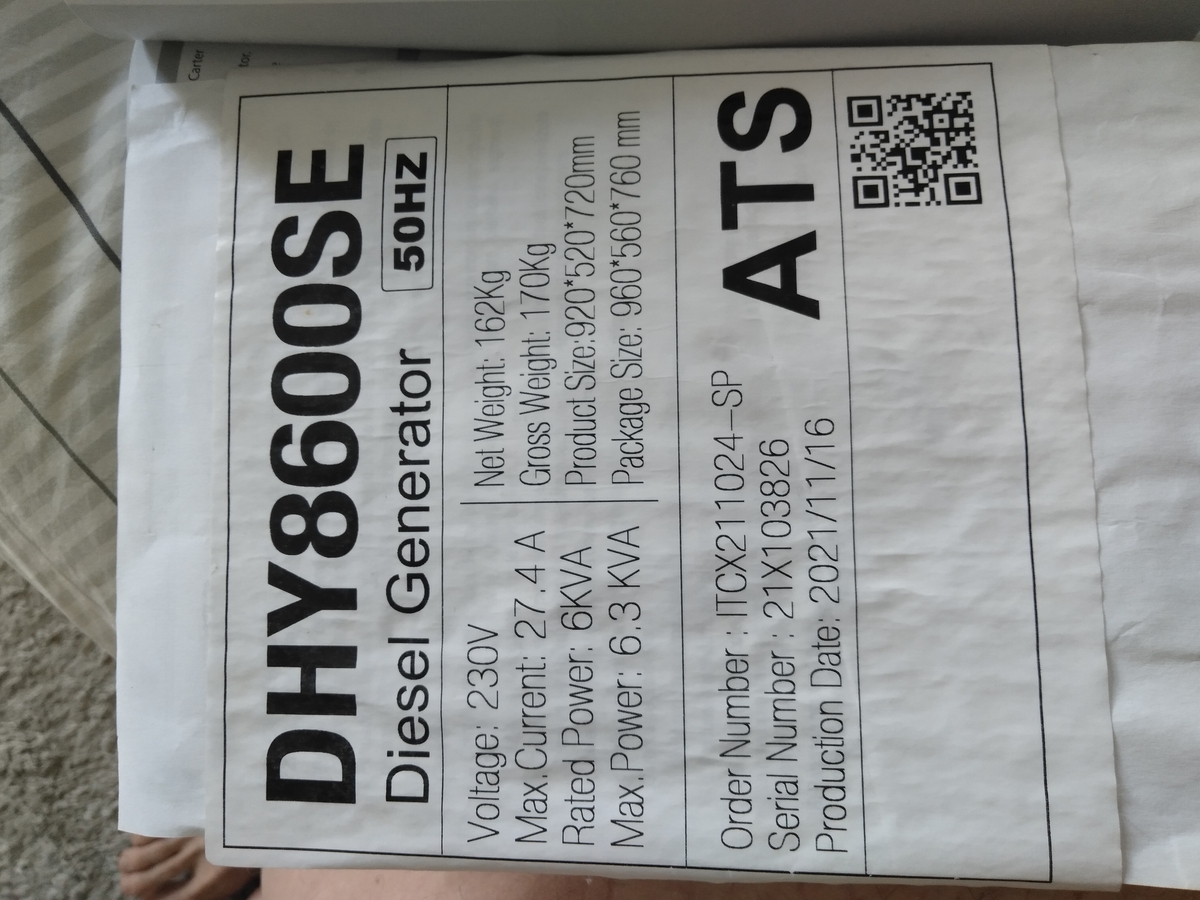 Carter
tor,
DHY8600SE
Diesel Generator 50HZ
Voltage: 230V
Max.Current: 27.4 A
Rated Power: 6KVA
Max.Power: 6.3 KVA
Net Weight: 162Kg
Gross Weight: 170Kg
Product Size:920*520*720mm
Package Size: 960*560*760 mm
Order Number : ITCX211024-SP
Serial Number : 21X103826
Production Date: 2021/11/16
ATS